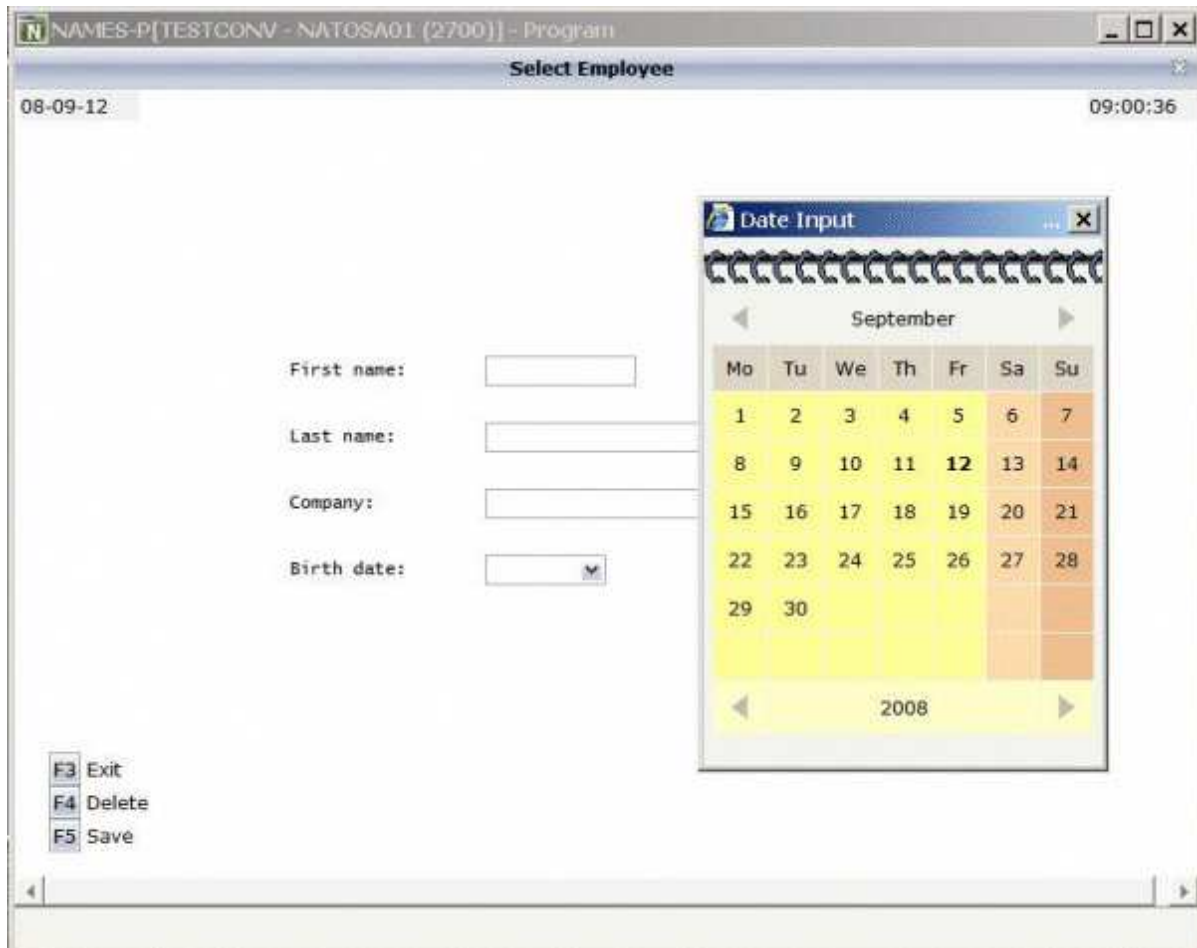 NAMES-P[TESTCONV - NATOSA01 (2700)] - Program
Select Employee
08-09-12 09:00:36
Date Input ...
September
Mo Tu We Th Fr Sa Su
1 2 3 4 5 6 7
8 9 10 11 12 13 14
15 16 17 18 19 20 21
22 23 24 25 26 27 28
29 30
2008
First name:
Last name:
Company:
Birth date:
F3 Exit
F4 Delete
F5 Save